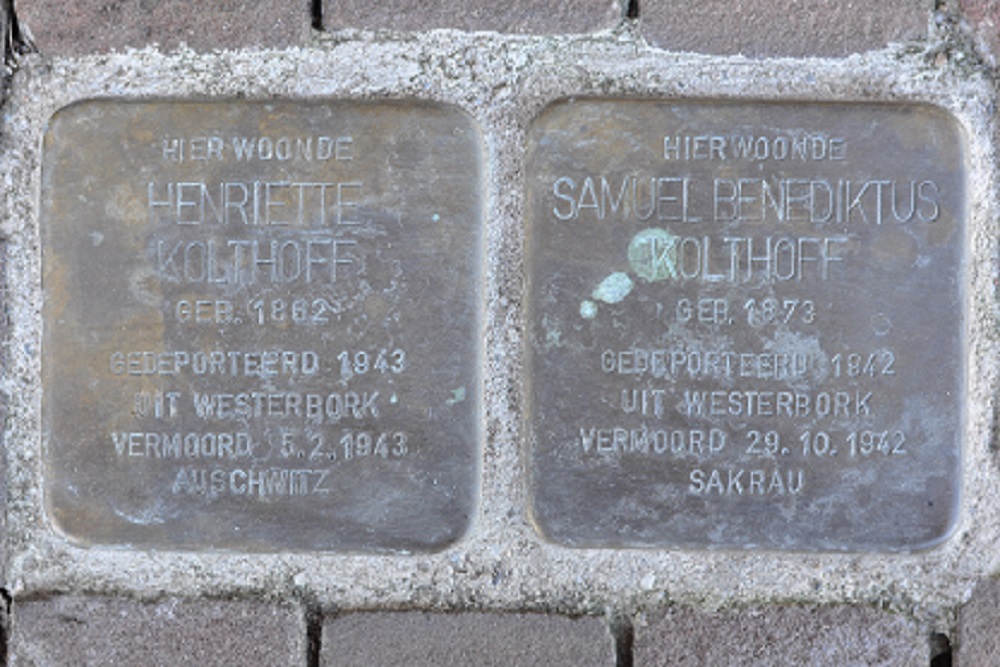 HIER WOONDE
HENRIETTE
KOLTHOFF
GEB. 1862
GEDEPORTEERD 1943
UIT WESTERBORK
VERMOORD 5.2.1943
AUSCHWITZ
HIER WOONDE
SAMUEL BENEDIKTUS
KOLTHOFF
GEB. 1873
GEDEPORTEERD 1942
UIT WESTERBORK
VERMOORD 29.10.1942
SAKRAU